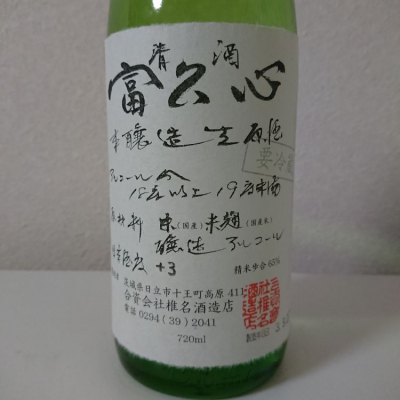 清酒
富久心
本醸造生原酒
要冷蔵
アルコール分
18度以上19度未満
原材料 米(国産)米麹(国産米)
醸造アルコール
日本酒度 +3
精米歩合65%
茨城県日立市十王町高原411
合資会社椎名酒造店
電話 0294(39)2041
720ml